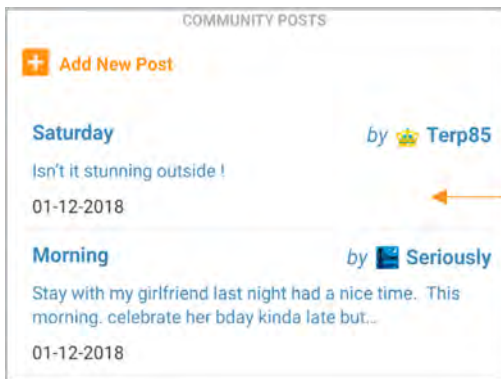 COMMUNITY POSTS
Add New Post
Saturday by Terp85
Isn't it stunning outside !
01-12-2018
Morning by Seriously
Stay with my girlfriend last night had a nice time. This
morning. celebrate her bday kinda late but...
01-12-2018